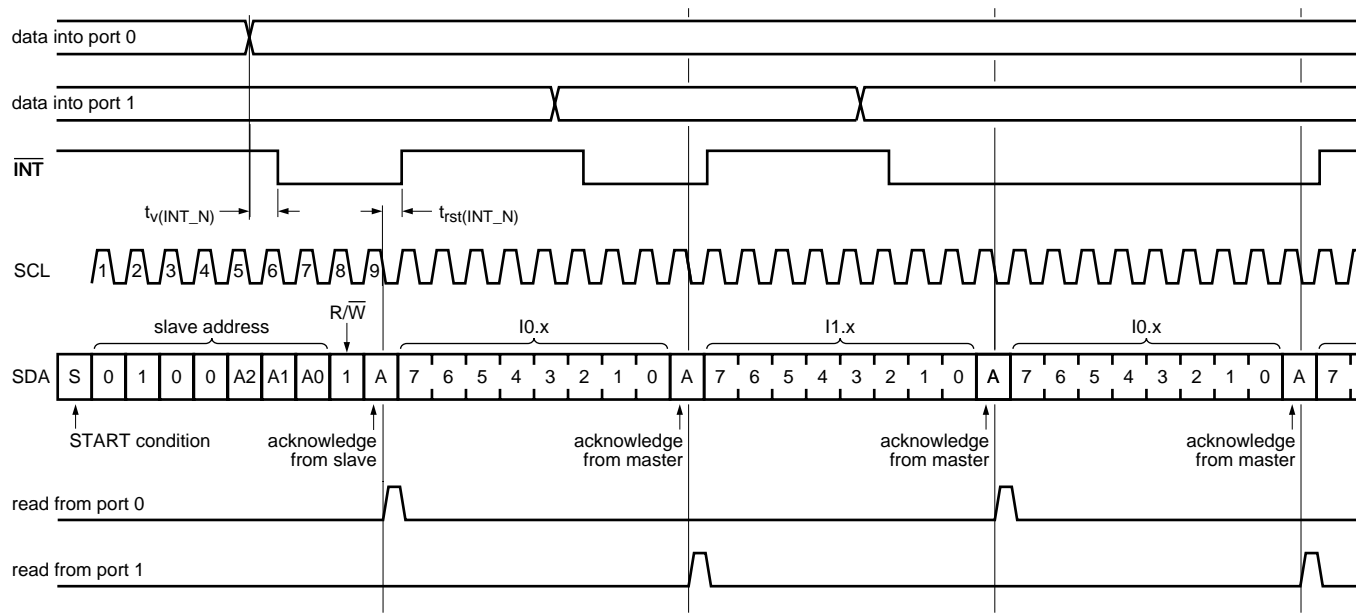 data into port 0
data into port 1
INT
tv(INT_N)
trst(INT_N)
SCL
1 2 3 4 5 6 7 8 9
R/W
slave address
I0.x
I1.x
I0.x
SDA S 0 1 0 0 A2 A1 A0 1 A 7 6 5 4 3 2 1 0 A 7 6 5 4 3 2 1 0 A 7 6 5 4 3 2 1 0 A 7
START condition
acknowledge
from slave
acknowledge
from master
acknowledge
from master
acknowledge
from master
read from port 0
read from port 1